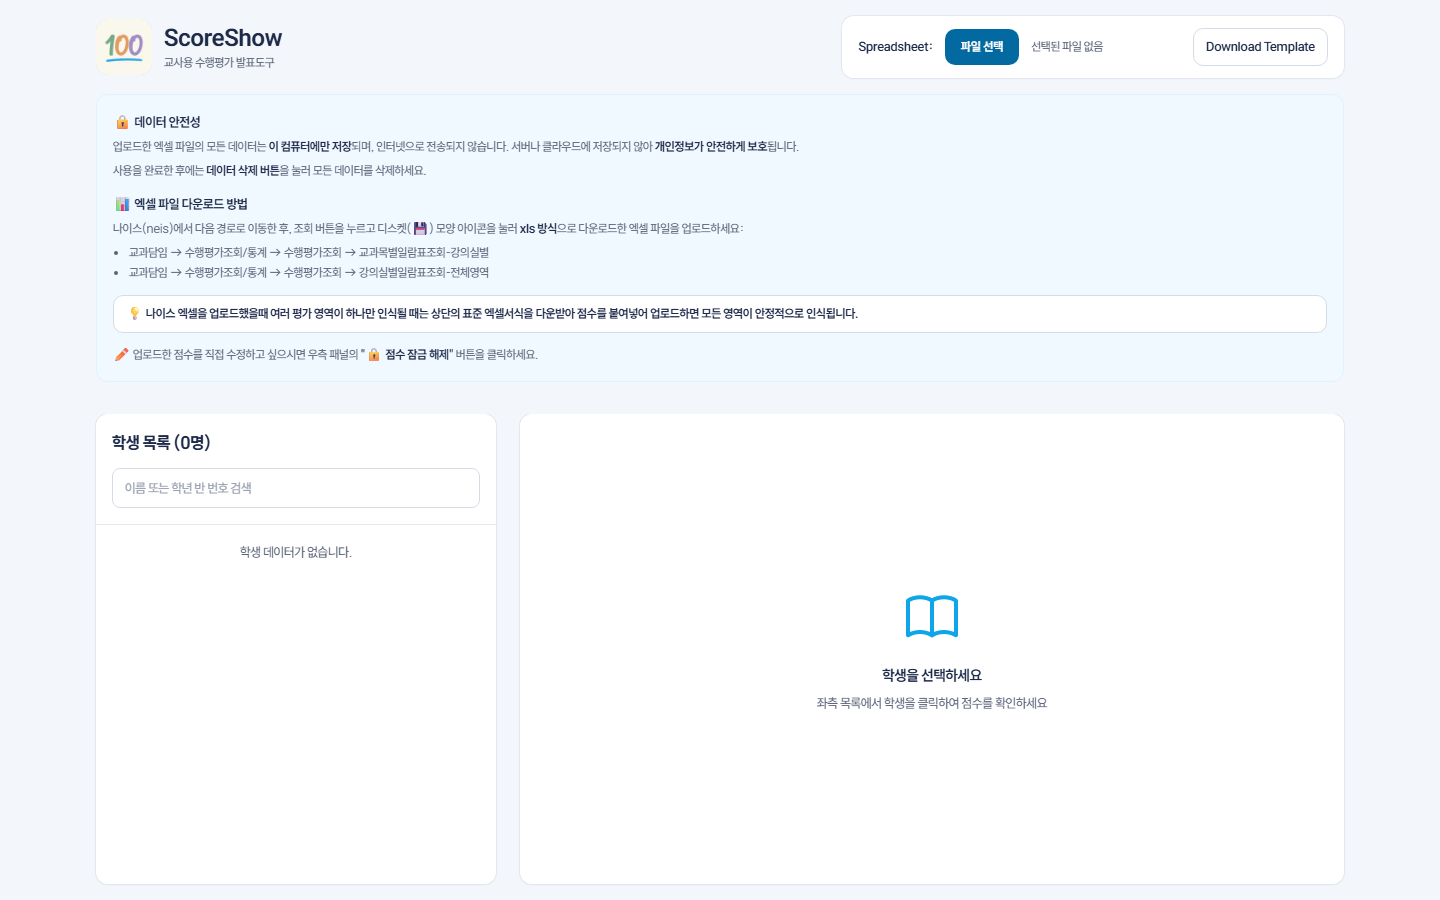 ScoreShow
교사용 수행평가 발표도구
Spreadsheet: 파일 선택 선택된 파일 없음 Download Template
🔒 데이터 안전성
업로드한 엑셀 파일의 모든 데이터는 이 컴퓨터에만 저장되며, 인터넷으로 전송되지 않습니다. 서버나 클라우드에 저장되지 않아 개인정보가 안전하게 보호됩니다.
사용을 완료한 후에는 데이터 삭제 버튼을 눌러 모든 데이터를 삭제하세요.
📊 엑셀 파일 다운로드 방법
나이스(neis)에서 다음 경로로 이동한 후, 조회 버튼을 누르고 디스켓( 💾 ) 모양 아이콘을 눌러 xls 방식으로 다운로드한 엑셀 파일을 업로드하세요:
• 교과담임 → 수행평가조회/통계 → 수행평가조회 → 교과목별일람표조회-강의실별
• 교과담임 → 수행평가조회/통계 → 수행평가조회 → 강의실별일람표조회-전체영역
💡 나이스 엑셀을 업로드했을때 여러 평가 영역이 하나만 인식될 때는 상단의 표준 엑셀서식을 다운받아 점수를 붙여넣어 업로드하면 모든 영역이 안정적으로 인식됩니다.
✏️ 업로드한 점수를 직접 수정하고 싶으시면 우측 패널의 " 🔒 점수 잠금 해제" 버튼을 클릭하세요.
학생 목록 (0명)
이름 또는 학년 반 번호 검색
학생 데이터가 없습니다.
학생을 선택하세요
좌측 목록에서 학생을 클릭하여 점수를 확인하세요